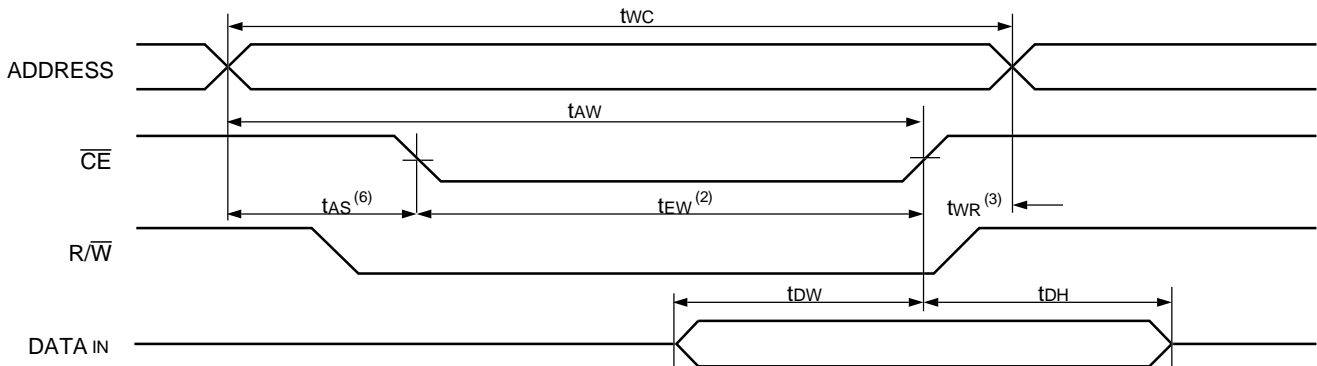 tWC
ADDRESS
tAW
CE
tAS (6)
tEW (2)
tWR (3)
R/W
tDW
tDH
DATA IN